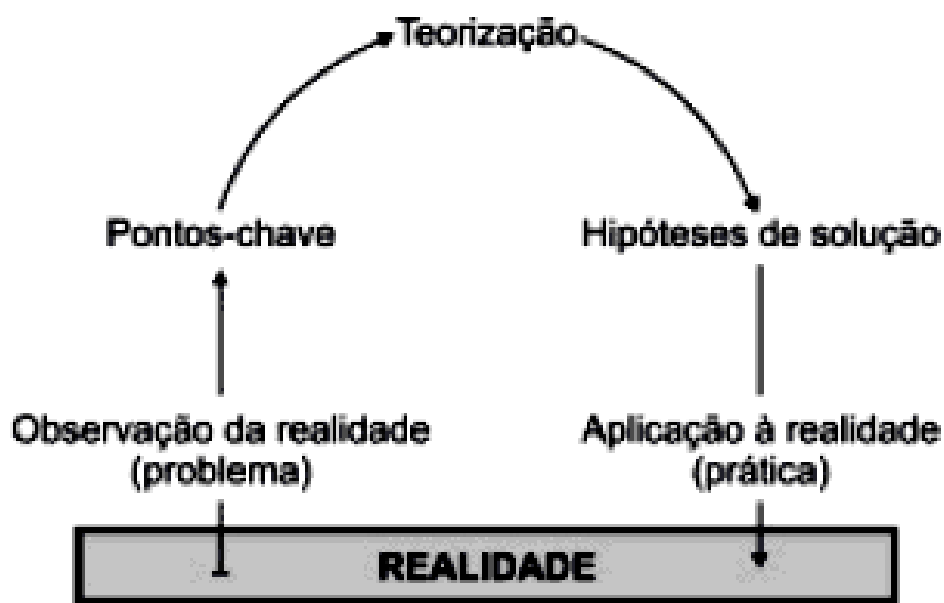 Teorização
Pontos-chave
Hipóteses de solução
Observação da realidade
(problema)
Aplicação à realidade
(prática)
REALIDADE